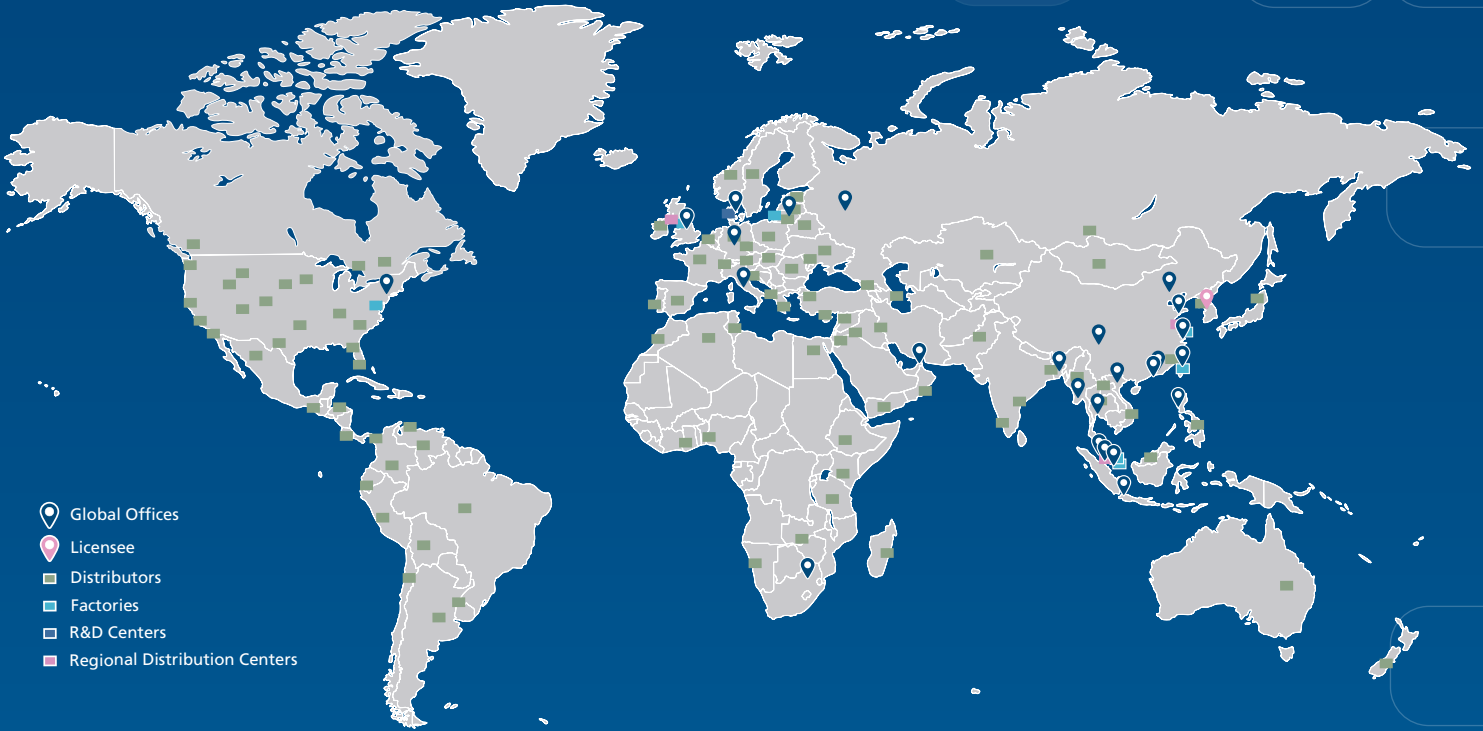 Global Offices
Licensee
Distributors
Factories
R&D Centers
Regional Distribution Centers